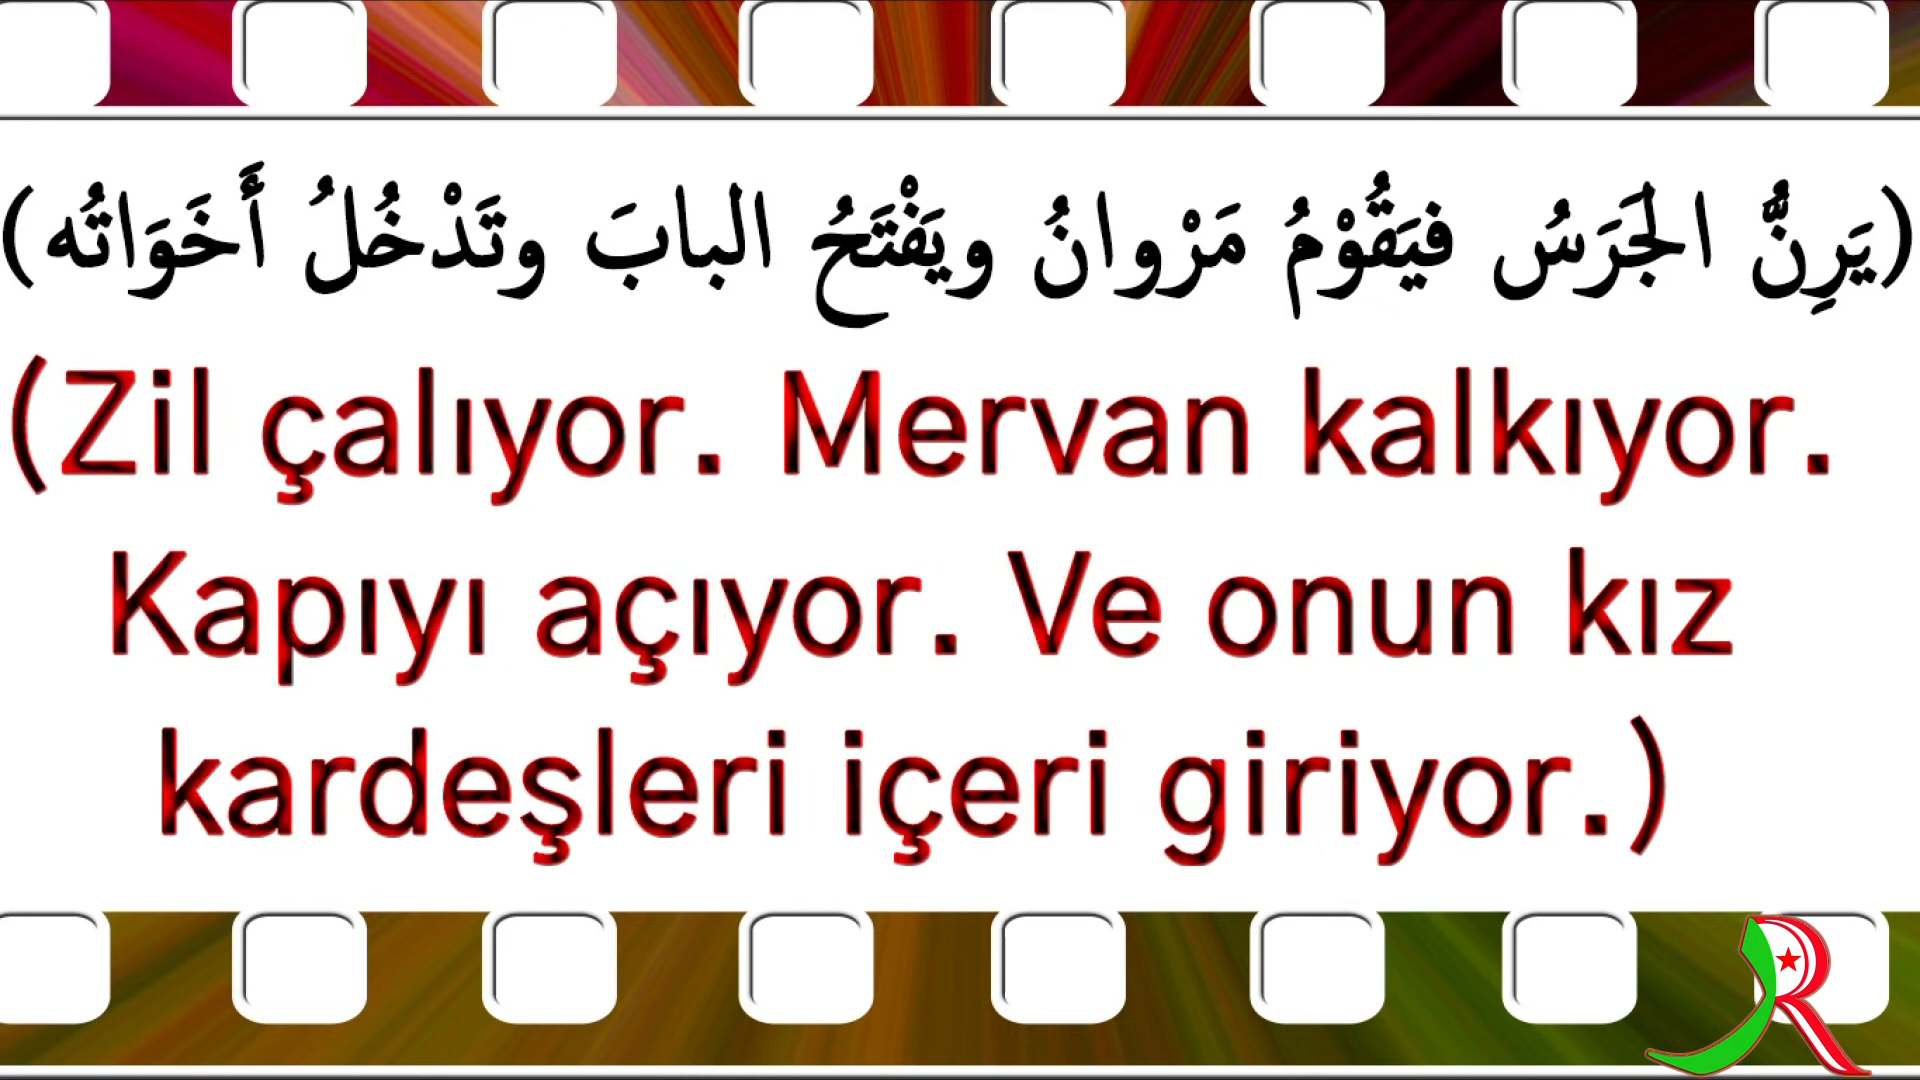 (يَرِنُّ الجَرَسُ فيَقُوْمُ مَرْوانُ ويَفْتَحُ البابَ وتَدْخُلُ أَخَوَاتُه)
(Zil çalıyor. Mervan kalkıyor.
Kapıyı açıyor. Ve onun kız
kardeşleri içeri giriyor.)
R